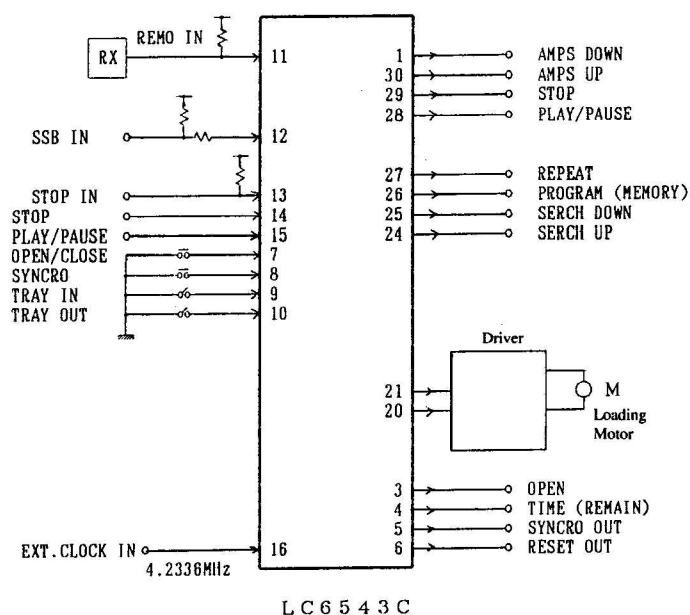 REMO IN
RX
11
SSB IN
12
STOP IN
13
STOP
14
PLAY/PAUSE
15
OPEN/CLOSE
7
SYNCRO
8
TRAY IN
9
TRAY OUT
10
EXT.CLOCK IN
4.2336MHz
16
1 AMPS DOWN
30 AMPS UP
29 STOP
28 PLAY/PAUSE
27 REPEAT
26 PROGRAM (MEMORY)
25 SERCH DOWN
24 SERCH UP
Driver
21
20
M
Loading
Motor
3 OPEN
4 TIME (REMAIN)
5 SYNCRO OUT
6 RESET OUT
LC6543C